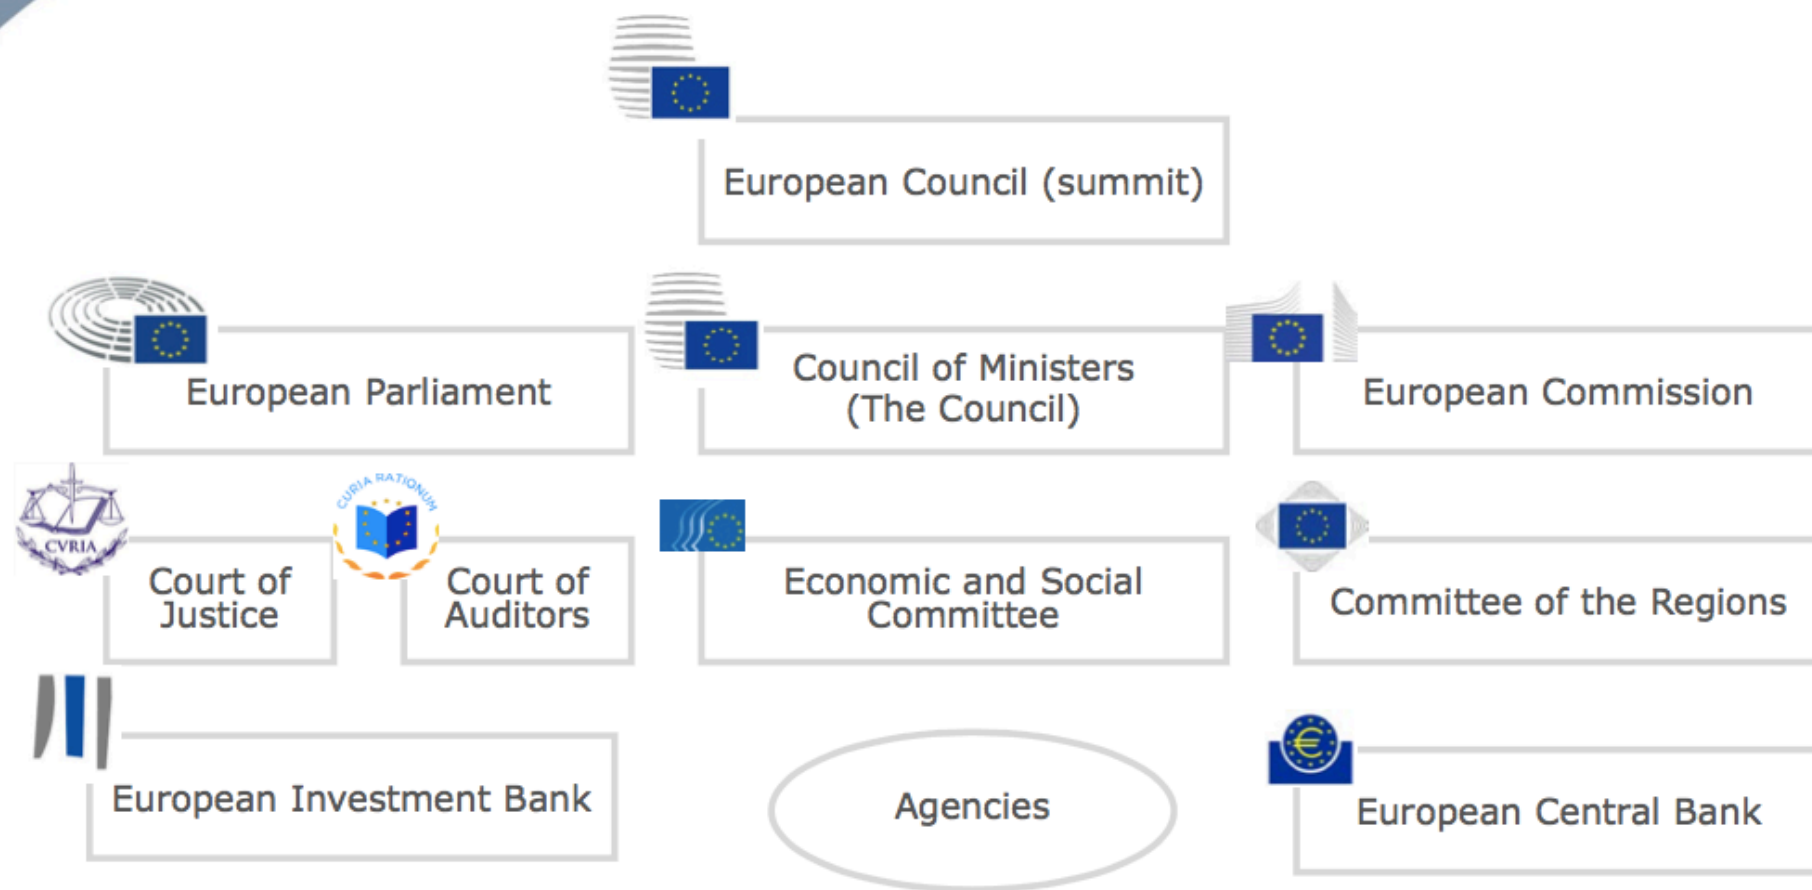 European Council (summit)
European Parliament
Council of Ministers
(The Council)
European Commission
CVRIA
Court of
Justice
CURIA RATIONUM
Court of
Auditors
Economic and Social
Committee
Committee of the Regions
European Investment Bank
Agencies
€
European Central Bank